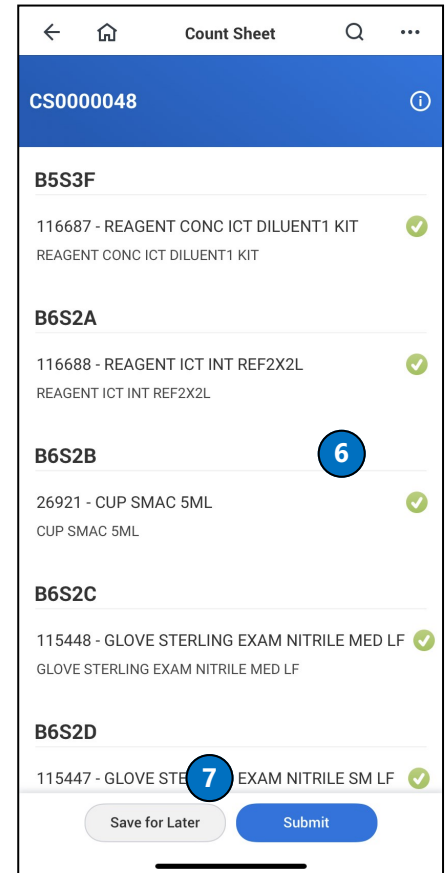 Count Sheet
CS0000048
B5S3F
116687 - REAGENT CONC ICT DILUENT1 KIT
REAGENT CONC ICT DILUENT1 KIT
B6S2A
116688 - REAGENT ICT INT REF2X2L
REAGENT ICT INT REF2X2L
B6S2B
6
26921 - CUP SMAC 5ML
CUP SMAC 5ML
B6S2C
115448 - GLOVE STERLING EXAM NITRILE MED LF
GLOVE STERLING EXAM NITRILE MED LF
B6S2D
115447 - GLOVE STE 7 EXAM NITRILE SM LF
Save for Later Submit